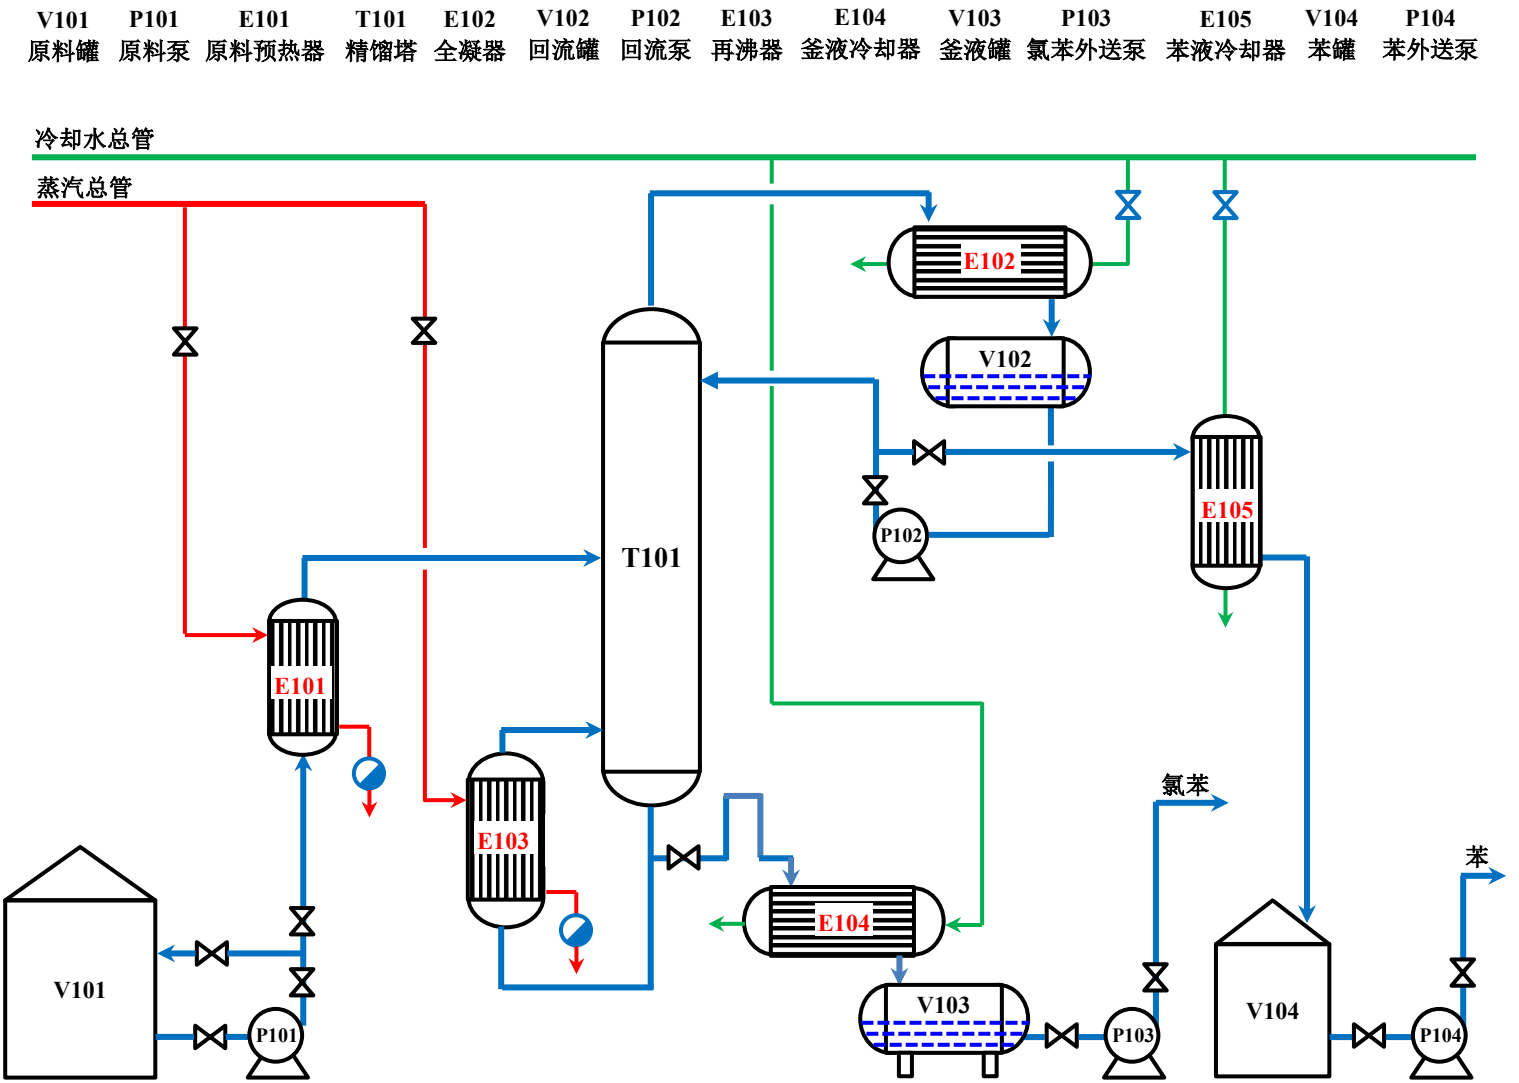 V101 P101 E101 T101 E102 V102 P102 E103 E104 V103 P103 E105 V104 P104
原料罐 原料泵 原料预热器 精馏塔 全凝器 回流罐 回流泵 再沸器 釜液冷却器 釜液罐 氯苯外送泵 苯液冷却器 苯罐 苯外送泵
冷却水总管
蒸汽总管
E102
V102
E105
P102
T101
E101
氯苯
E103
苯
E104
V101
V103
V104
P101
P103
P104